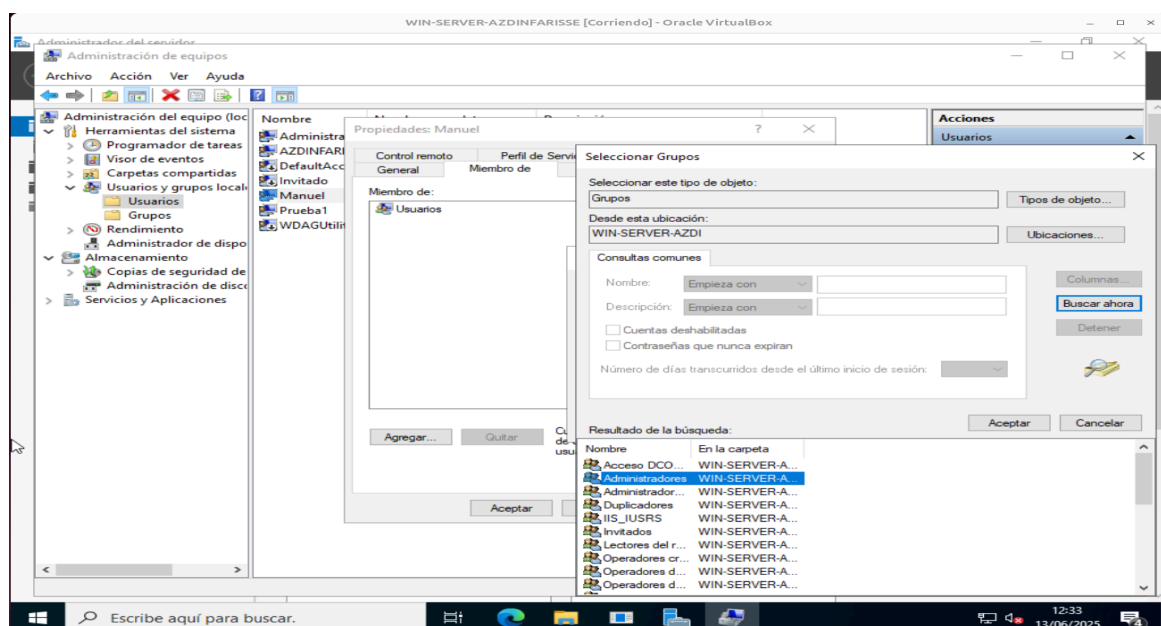 WIN-SERVER-AZDINFARISSE [Corriendo] - Oracle VirtualBox
Administrador del servidor
Administración de equipos
Archivo Acción Ver Ayuda
Administración del equipo (loc
Herramientas del sistema
Programador de tareas
Visor de eventos
Carpetas compartidas
Usuarios y grupos local
Usuarios
Grupos
Rendimiento
Administrador de dispo
Almacenamiento
Copias de seguridad de
Administración de disc
Servicios y Aplicaciones
Nombre
Administra
AZDINFARI
DefaultAcc
Invitado
Manuel
Prueba1
WDAGUtilit
Acciones
Usuarios
Propiedades: Manuel
Control remoto
Perfil de Servi
General
Miembro de
Miembro de:
Usuarios
Agregar...
Quitar
Aceptar
Seleccionar Grupos
Seleccionar este tipo de objeto:
Grupos
Tipos de objeto...
Desde esta ubicación:
WIN-SERVER-AZDI
Ubicaciones...
Consultas comunes
Nombre: Empieza con
Descripción: Empieza con
Cuentas deshabilitadas
Contraseñas que nunca expiran
Número de días transcurridos desde el último inicio de sesión:
Columnas...
Buscar ahora
Detener
Aceptar
Cancelar
Resultado de la búsqueda:
Nombre En la carpeta
Acceso DCO... WIN-SERVER-A...
Administradores WIN-SERVER-A...
Administrador... WIN-SERVER-A...
Duplicadores WIN-SERVER-A...
IIS_IUSRS WIN-SERVER-A...
Invitados WIN-SERVER-A...
Lectores del r... WIN-SERVER-A...
Operadores cr... WIN-SERVER-A...
Operadores d... WIN-SERVER-A...
Operadores d... WIN-SERVER-A...
Escribe aquí para buscar.
12:33
13/06/2025
4